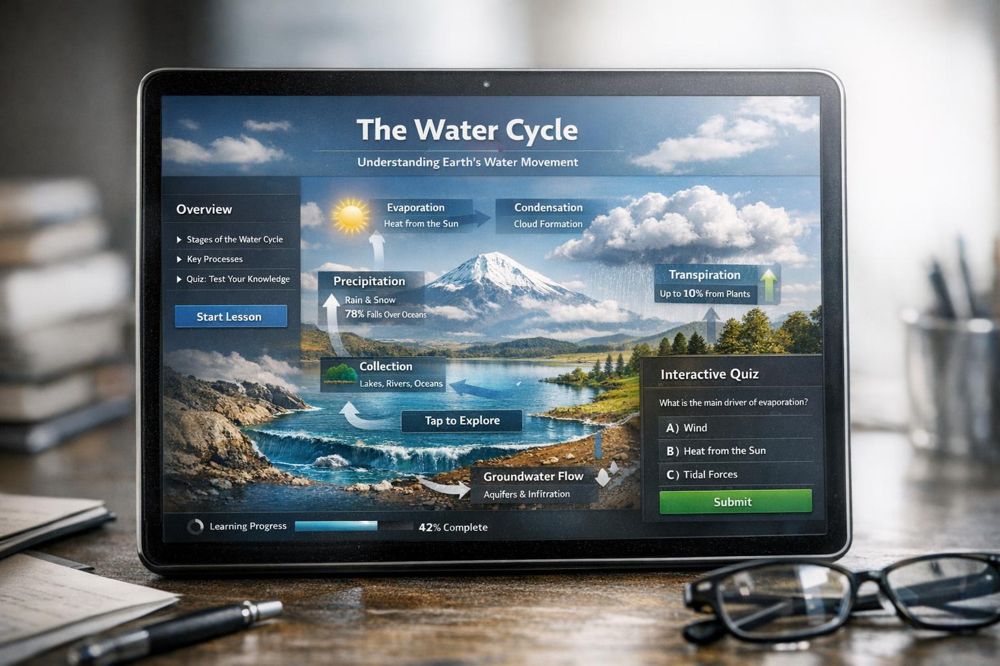 The Water Cycle
Understanding Earth's Water Movement
Overview
Stages of the Water Cycle
Key Processes
Quiz: Test Your Knowledge
Start Lesson
Evaporation
Heat from the Sun
Condensation
Cloud Formation
Precipitation
Rain & Snow
78% Falls Over Oceans
Transpiration
Up to 10% from Plants
Collection
Lakes, Rivers, Oceans
Tap to Explore
Groundwater Flow
Aquifers & Infitration
Interactive Quiz
What is the main driver of evaporation?
A) Wind
B) Heat from the Sun
C) Tidal Forces
Submit
Learning Progress
42% Complete